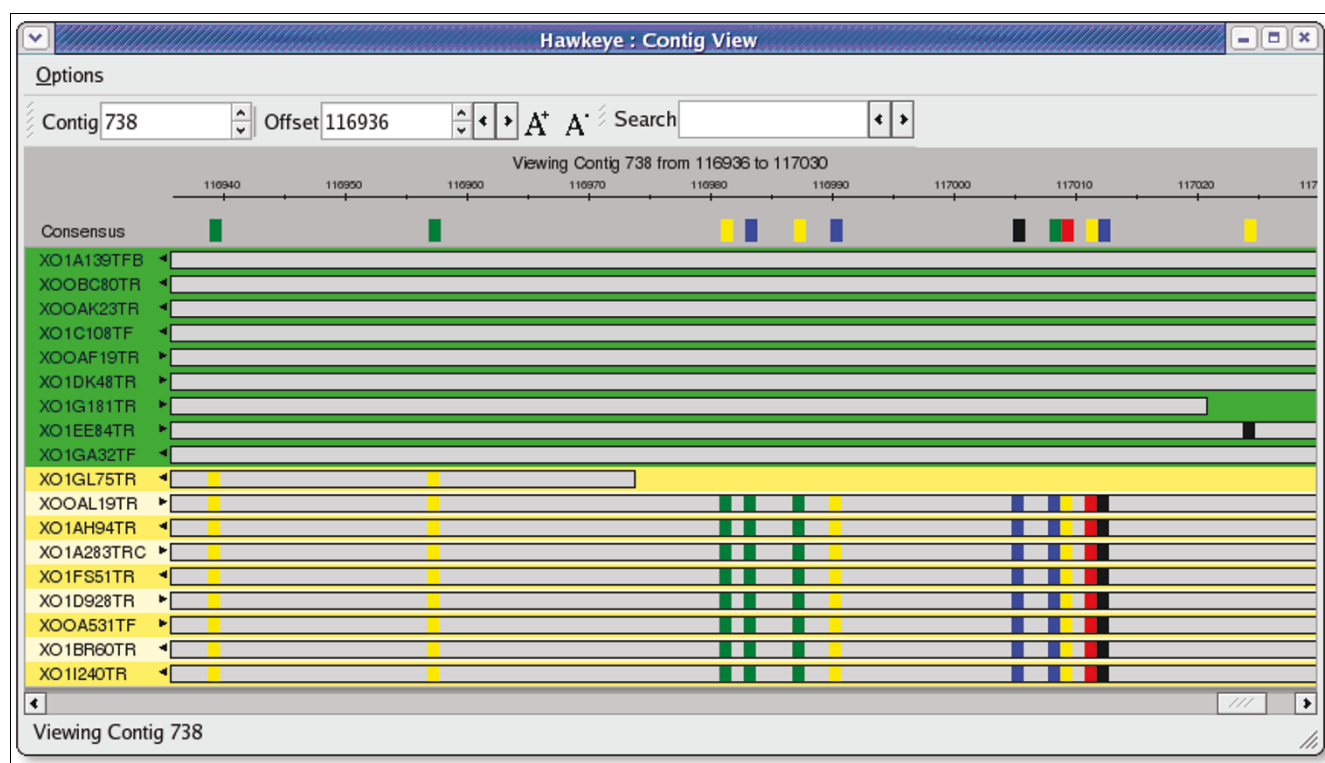 Hawkeye : Contig View
Options
Contig 738 Offset 116936 A+ A- Search
Viewing Contig 738 from 116936 to 117030
116940 116950 116960 116970 116980 116990 117000 117010 117020 117
Consensus
XO1A139TFB
XOOBC80TR
XOOAK23TR
XO1C108TF
XOOAF19TR
XO1DK48TR
XO1G181TR
XO1EE84TR
XO1GA32TF
XO1GL75TR
XOOAL19TR
XO1AH94TR
XO1A283TRC
XO1FS51TR
XO1D928TR
XOOA531TF
XO1BR60TR
XO1I240TR
Viewing Contig 738